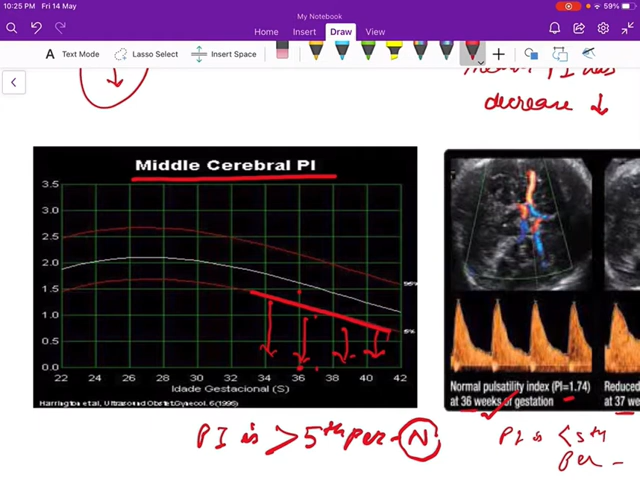 10:25 PM Fri 14 May
59%
My Notebook
Home Insert Draw View
A Text Mode
Lasso Select
Insert Space
decrease ↓
Middle Cerebral PI
3.5
3.0
2.5
2.0
1.5
1.0
0.5
0.0
95%
5%
22 24 26 28 30 32 34 36 38 40 42
Idade Gestacional (S)
Harrington et al, Ultrasound Obstet.Gynecol. 6(1995)
Normal pulsatility index (PI=1.74)
at 36 weeks of gestation
Reduced
at 37 w
PI is > 5th per - N
PI is < 5th
Per -